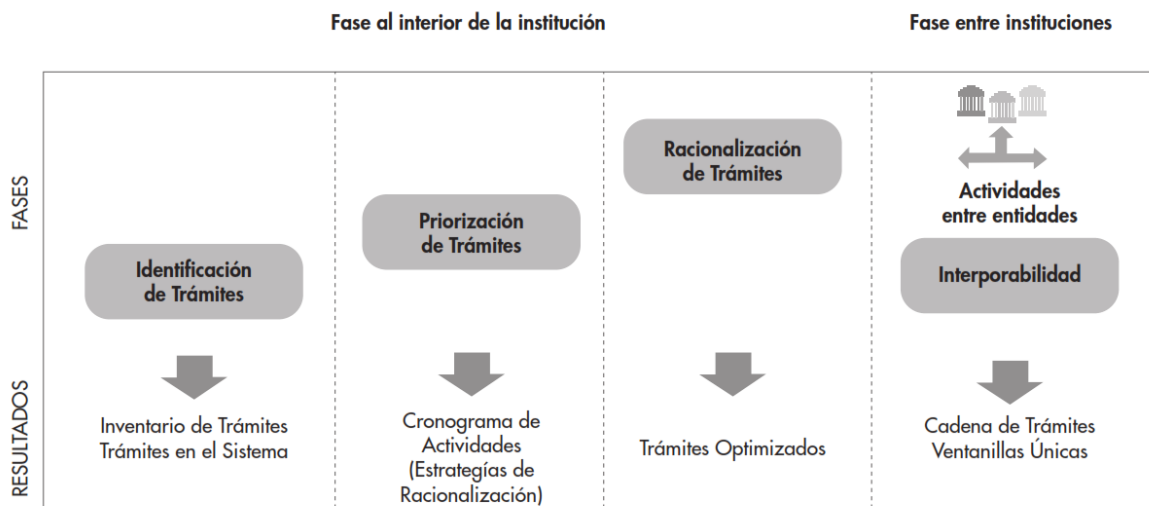 Fase al interior de la institución
Fase entre instituciones
FASES
Identificación
de Trámites
Priorización
de Trámites
Racionalización
de Trámites
Actividades
entre entidades
Interporabilidad
RESULTADOS
Inventario de Trámites
Trámites en el Sistema
Cronograma de
Actividades
(Estrategías de
Racionalización)
Trámites Optimizados
Cadena de Trámites
Ventanillas Únicas